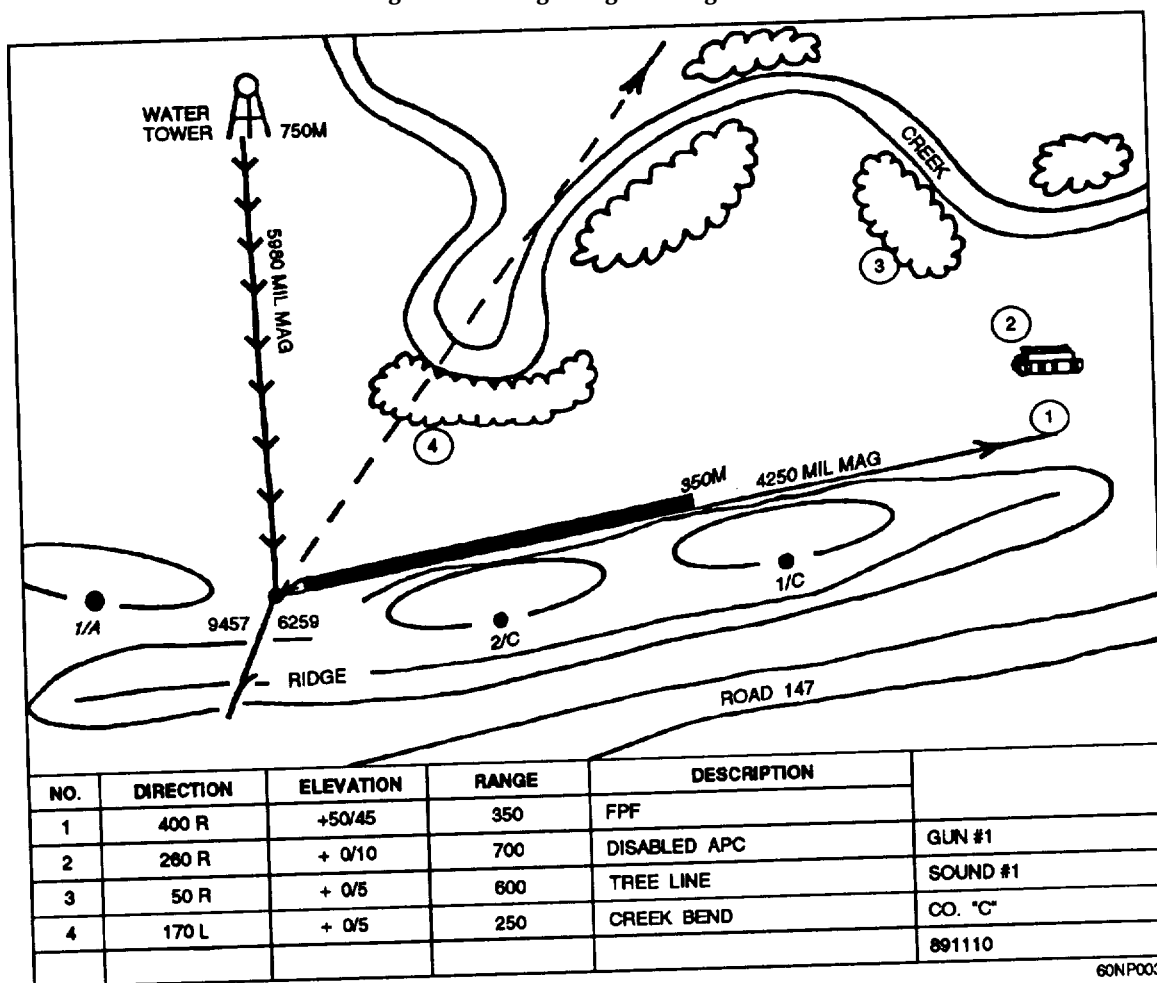 WATER
TOWER
750M
5980 MIL MAG
CREEK
3
2
1
4
350M
4250 MIL MAG
1/A
9457 6259
2/C
1/C
RIDGE
ROAD 147
NO. DIRECTION ELEVATION RANGE DESCRIPTION
1 400 R +50/45 350 FPF
2 260 R + 0/10 700 DISABLED APC GUN #1
3 50 R + 0/5 600 TREE LINE SOUND #1
4 170 L + 0/5 250 CREEK BEND CO. "C"
891110
60NP003